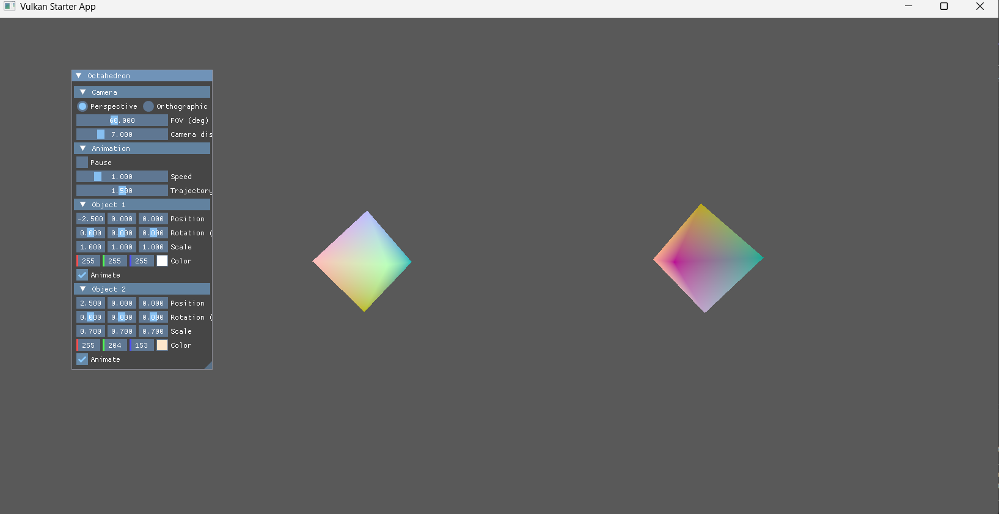 Vulkan Starter App
Octahedron
Camera
Perspective Orthographic
60.000 FOV (deg)
7.000 Camera dis
Animation
Pause
1.000 Speed
1.500 Trajectory
Object 1
-2.500 0.000 0.000 Position
0.000 0.000 0.000 Rotation (
1.000 1.000 1.000 Scale
255 255 255 Color
Animate
Object 2
2.500 0.000 0.000 Position
0.000 0.000 0.000 Rotation (
0.700 0.700 0.700 Scale
255 204 153 Color
Animate